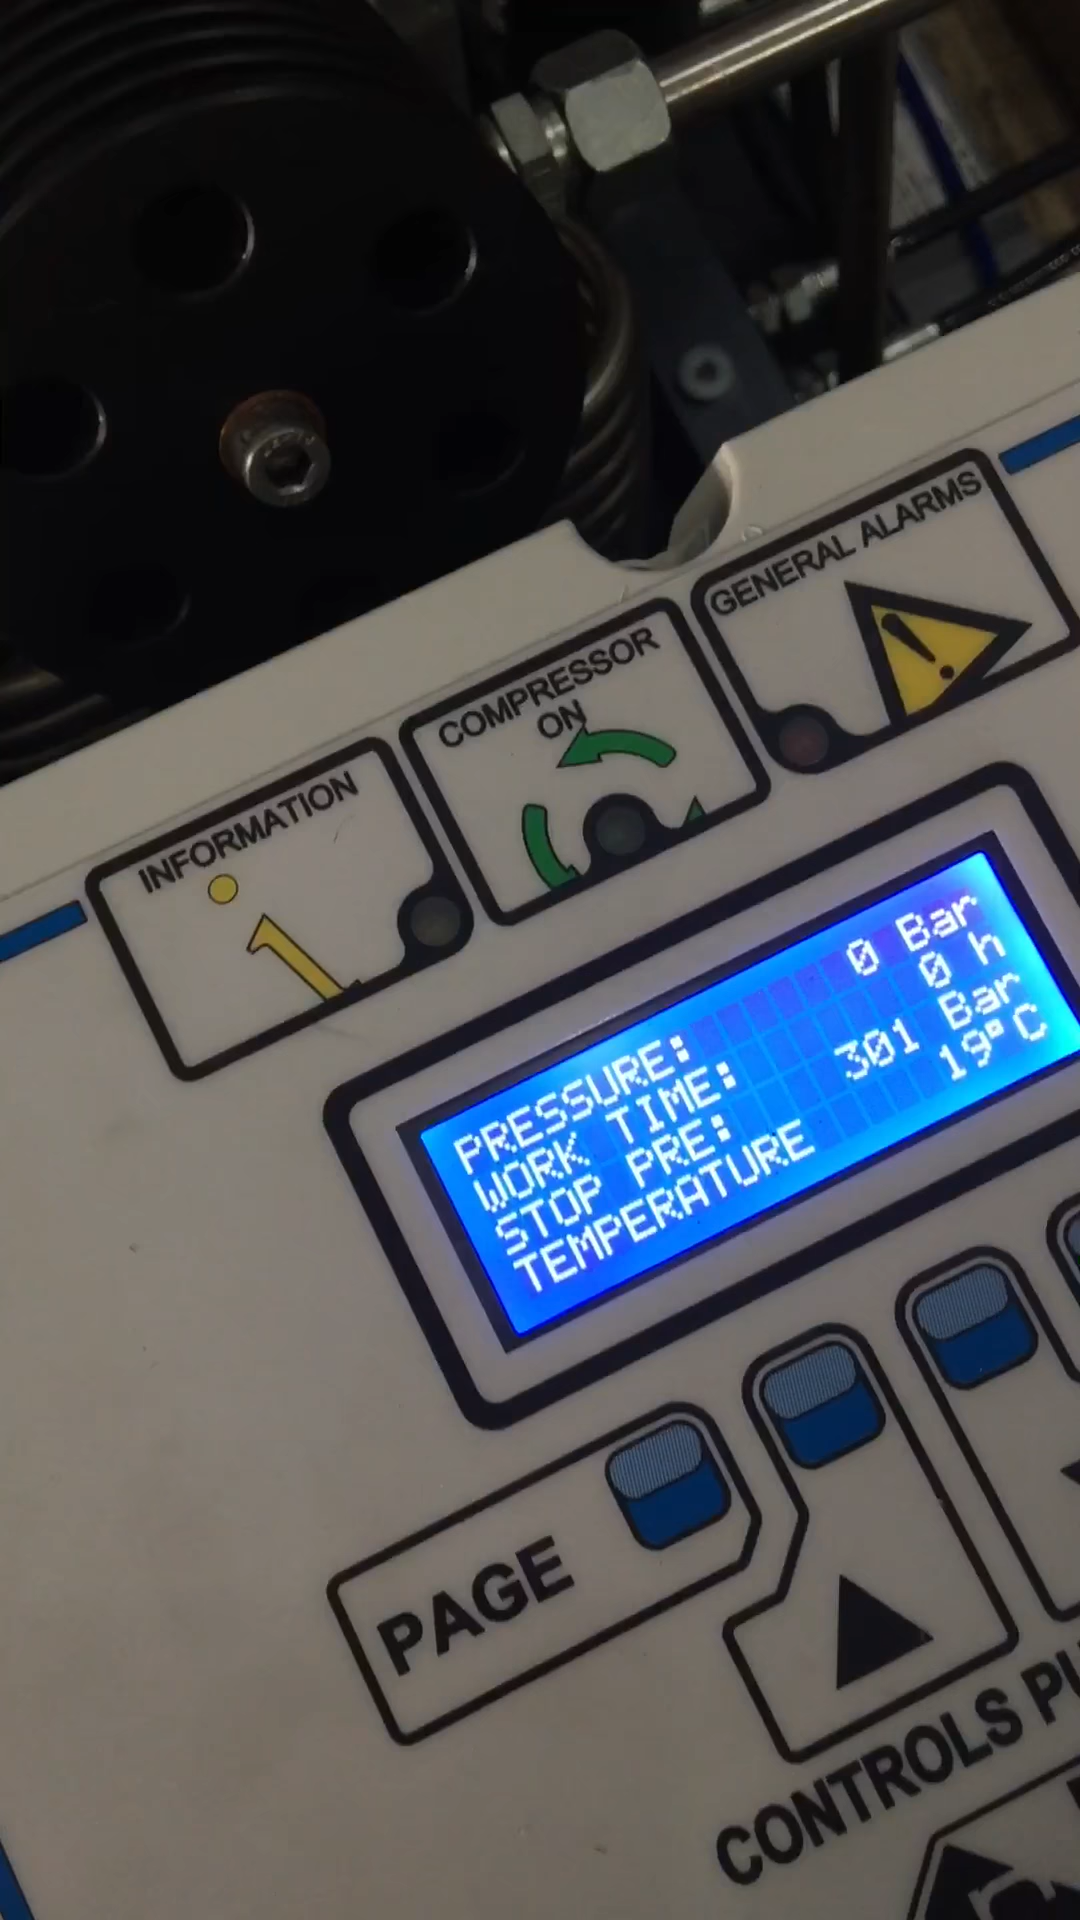 GENERAL ALARMS
COMPRESSOR
ON
INFORMATION
PRESSURE: 0 Bar
WORK TIME: 0 h
STOP PRE: 301 Bar
TEMPERATURE 19°C
PAGE
CONTROLS